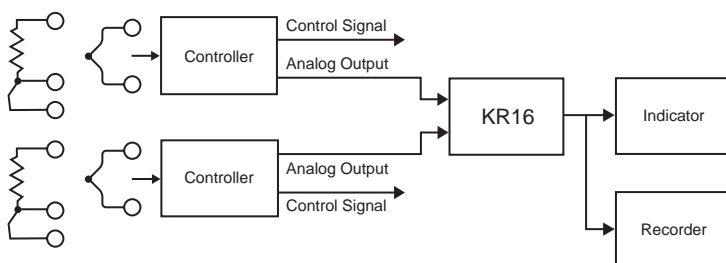 Control Signal
Controller
Analog Output
KR16
Indicator
Controller
Analog Output
Control Signal
Recorder